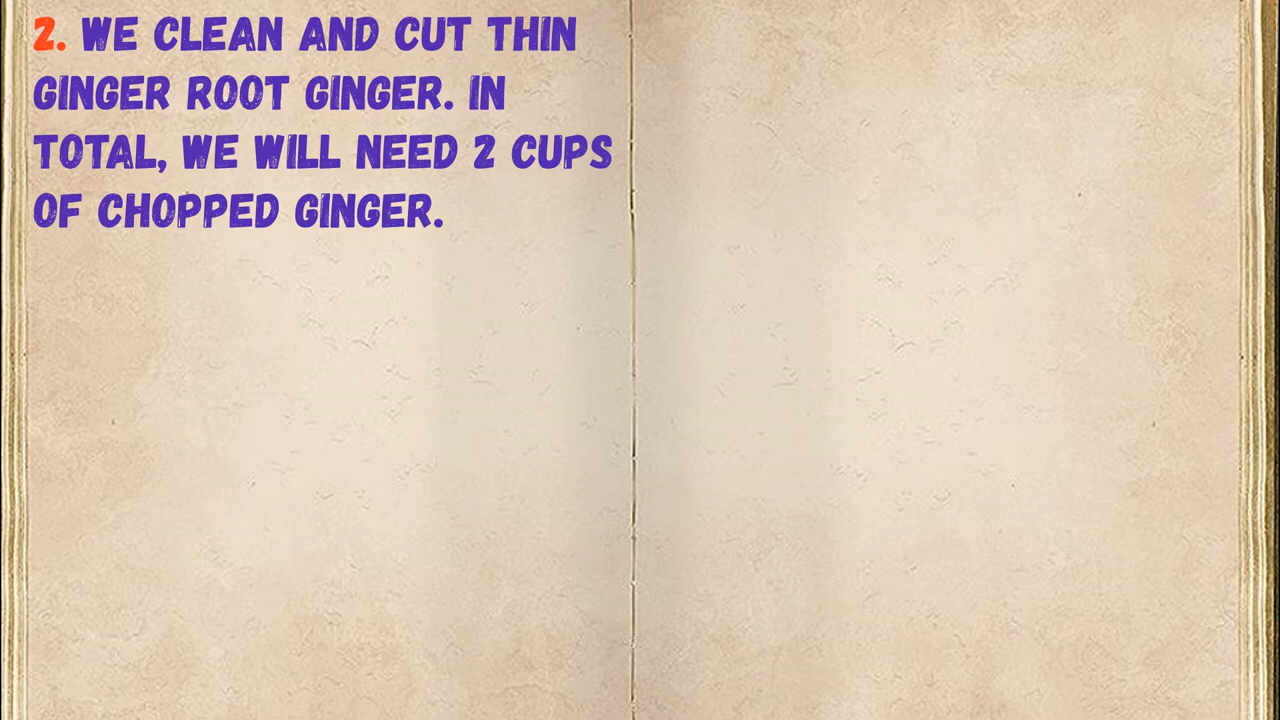 2. WE CLEAN AND CUT THIN
GINGER ROOT GINGER. IN
TOTAL, WE WILL NEED 2 CUPS
OF CHOPPED GINGER.